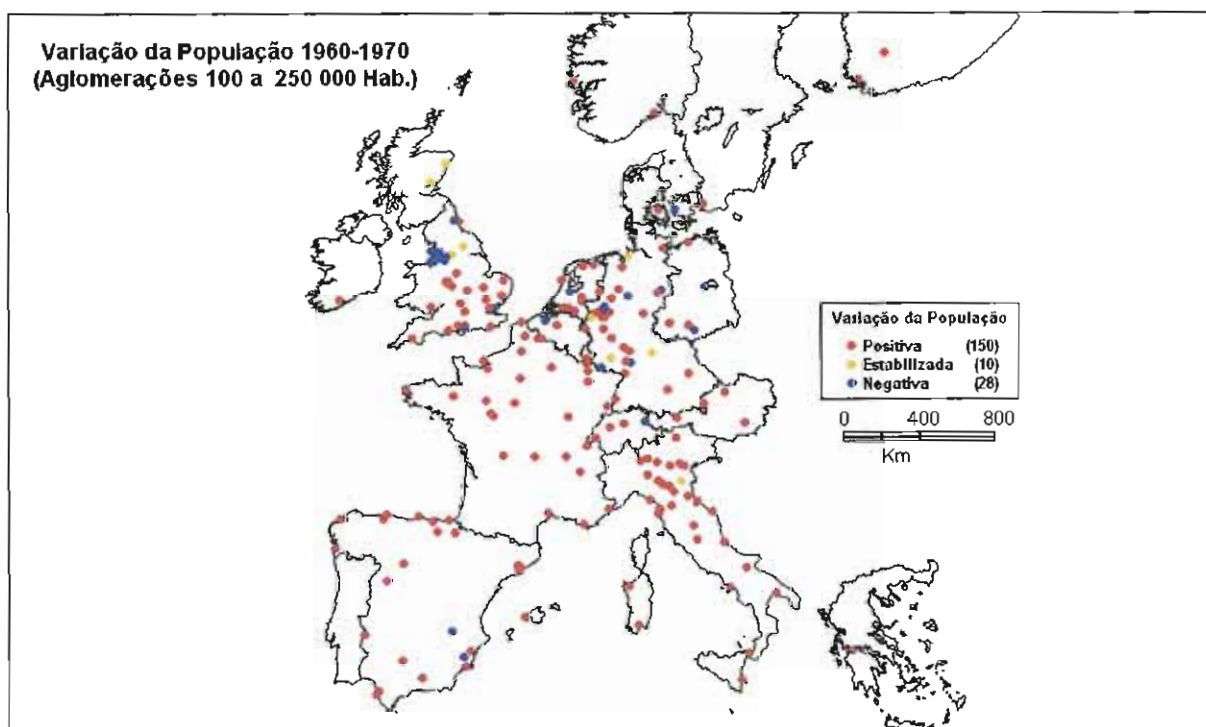 Variação da População 1960-1970
(Aglomerações 100 a 250 000 Hab.)
Variação da População
Positiva (150)
Estabilizada (10)
Negativa (28)
0 400 800
Km